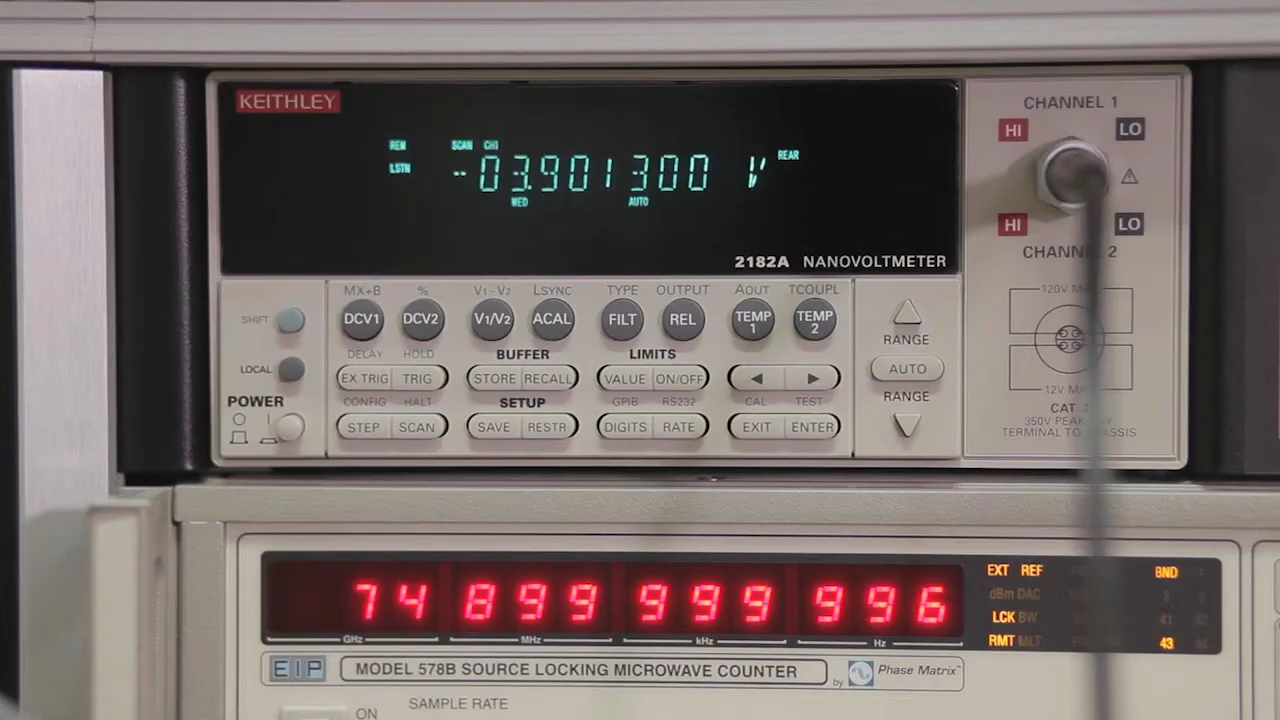 KEITHLEY
REM SCAN CH1
LSTN -03.901300 V REAR
MED AUTO
2182A NANOVOLTMETER
CHANNEL 1
HI LO
HI LO
CHANNEL 2
120V
12V
CAT
350V PEAK
TERMINAL TO CHASSIS
MX+B % V1-V2 LSYNC TYPE OUTPUT AOUT TCOUPL
SHIFT DCV1 DCV2 V1/V2 ACAL FILT REL TEMP 1 TEMP 2
RANGE
DELAY HOLD BUFFER LIMITS
LOCAL EX TRIG TRIG STORE RECALL VALUE ON/OFF AUTO
POWER CONFIG HALT SETUP GPIB RS232 CAL TEST RANGE
STEP SCAN SAVE RESTR DIGITS RATE EXIT ENTER
74 899 999 996
GHz MHz kHz Hz
EXT REF BND
dBm DAC
LCK BW 41
RMT MLT 43
EIP MODEL 578B SOURCE LOCKING MICROWAVE COUNTER by Phase Matrix™
SAMPLE RATE
ON